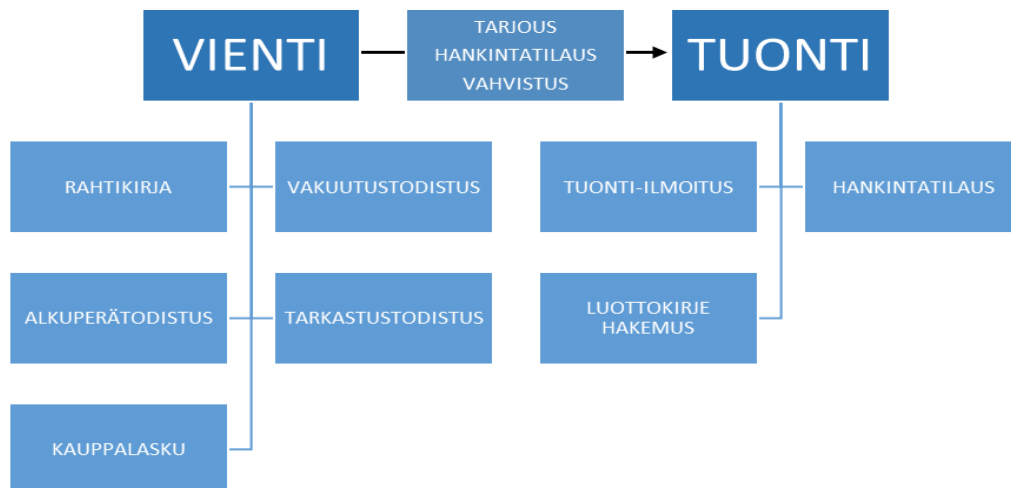 VIENTI
TARJOUS
HANKINTATILAUS
VAHVISTUS
TUONTI
RAHTIKIRJA
VAKUUTUSTODISTUS
TUONTI-ILMOITUS
HANKINTATILAUS
ALKUPERÄTODISTUS
TARKASTUSTODISTUS
LUOTTOKIRJE
HAKEMUS
KAUPPALASKU